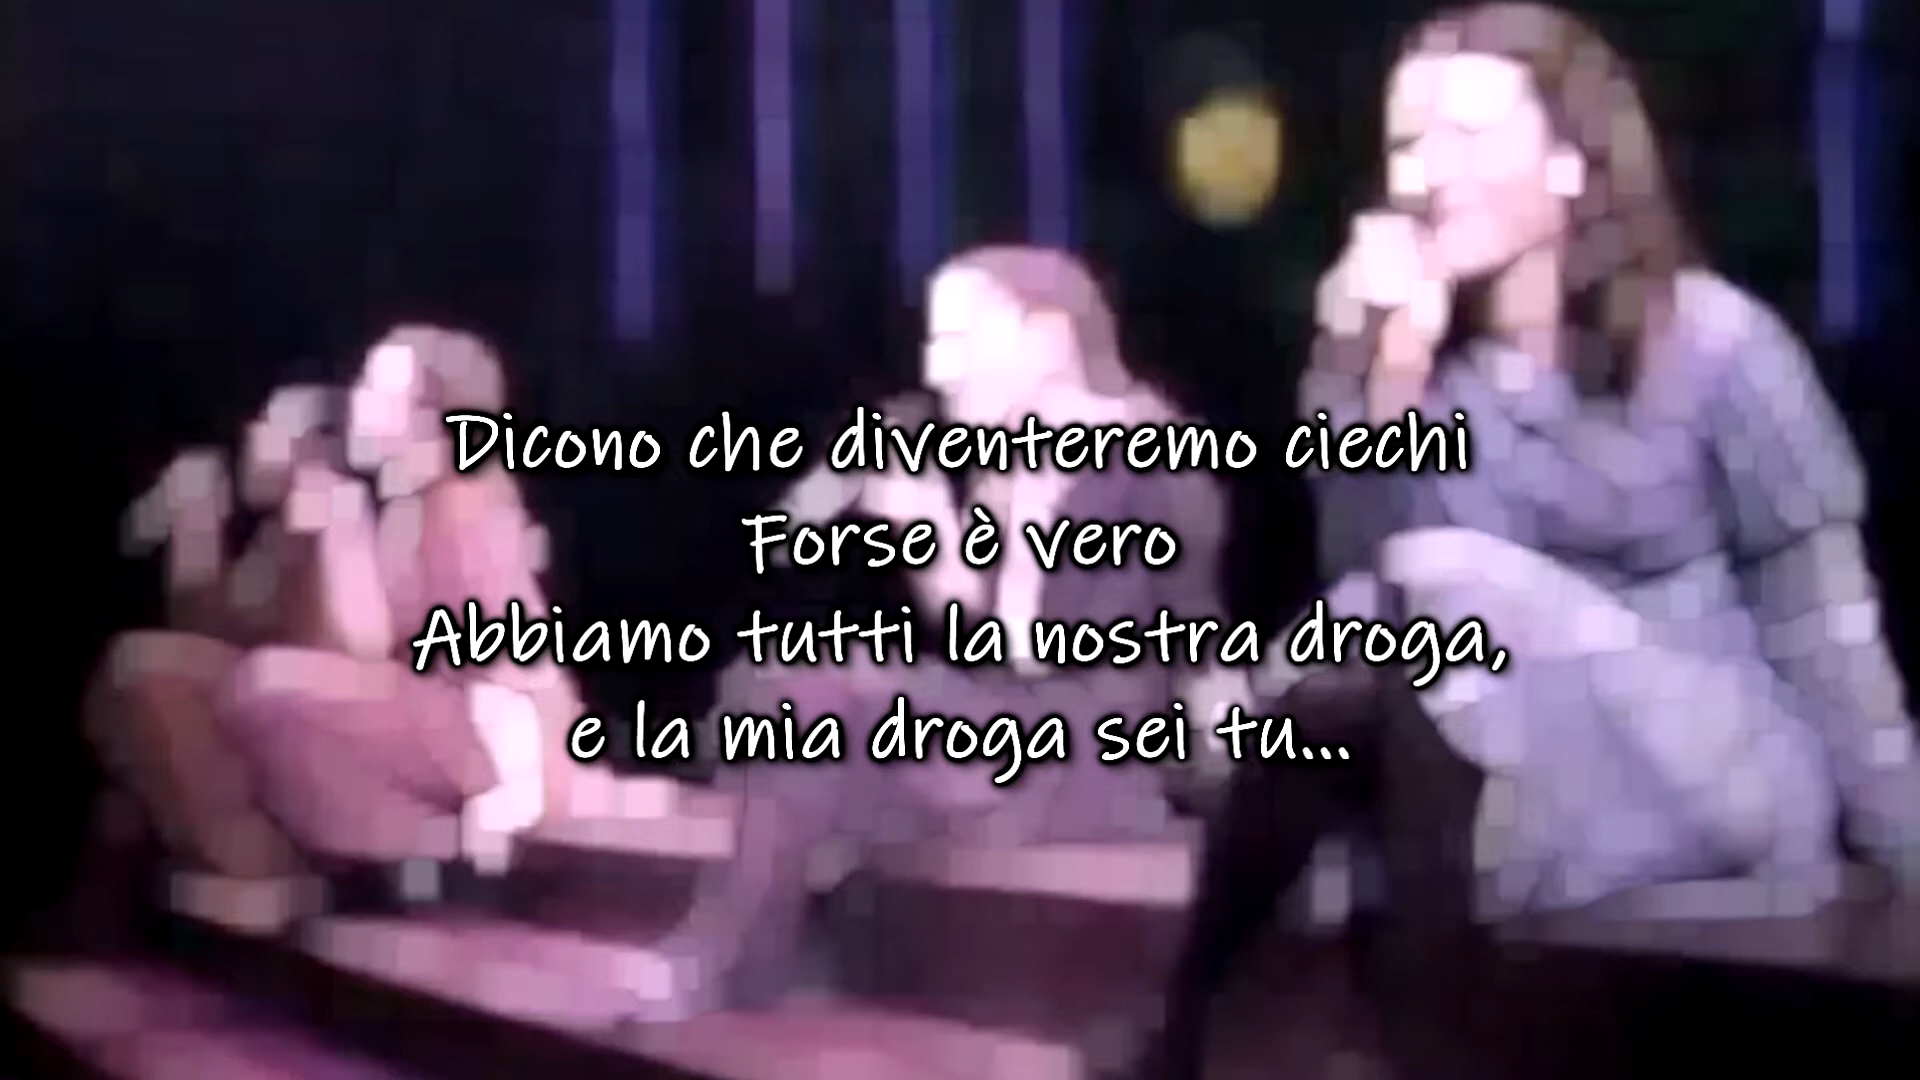 Dicono che diventeremo ciechi
Forse è vero
Abbiamo tutti la nostra droga,
e la mia droga sei tu...